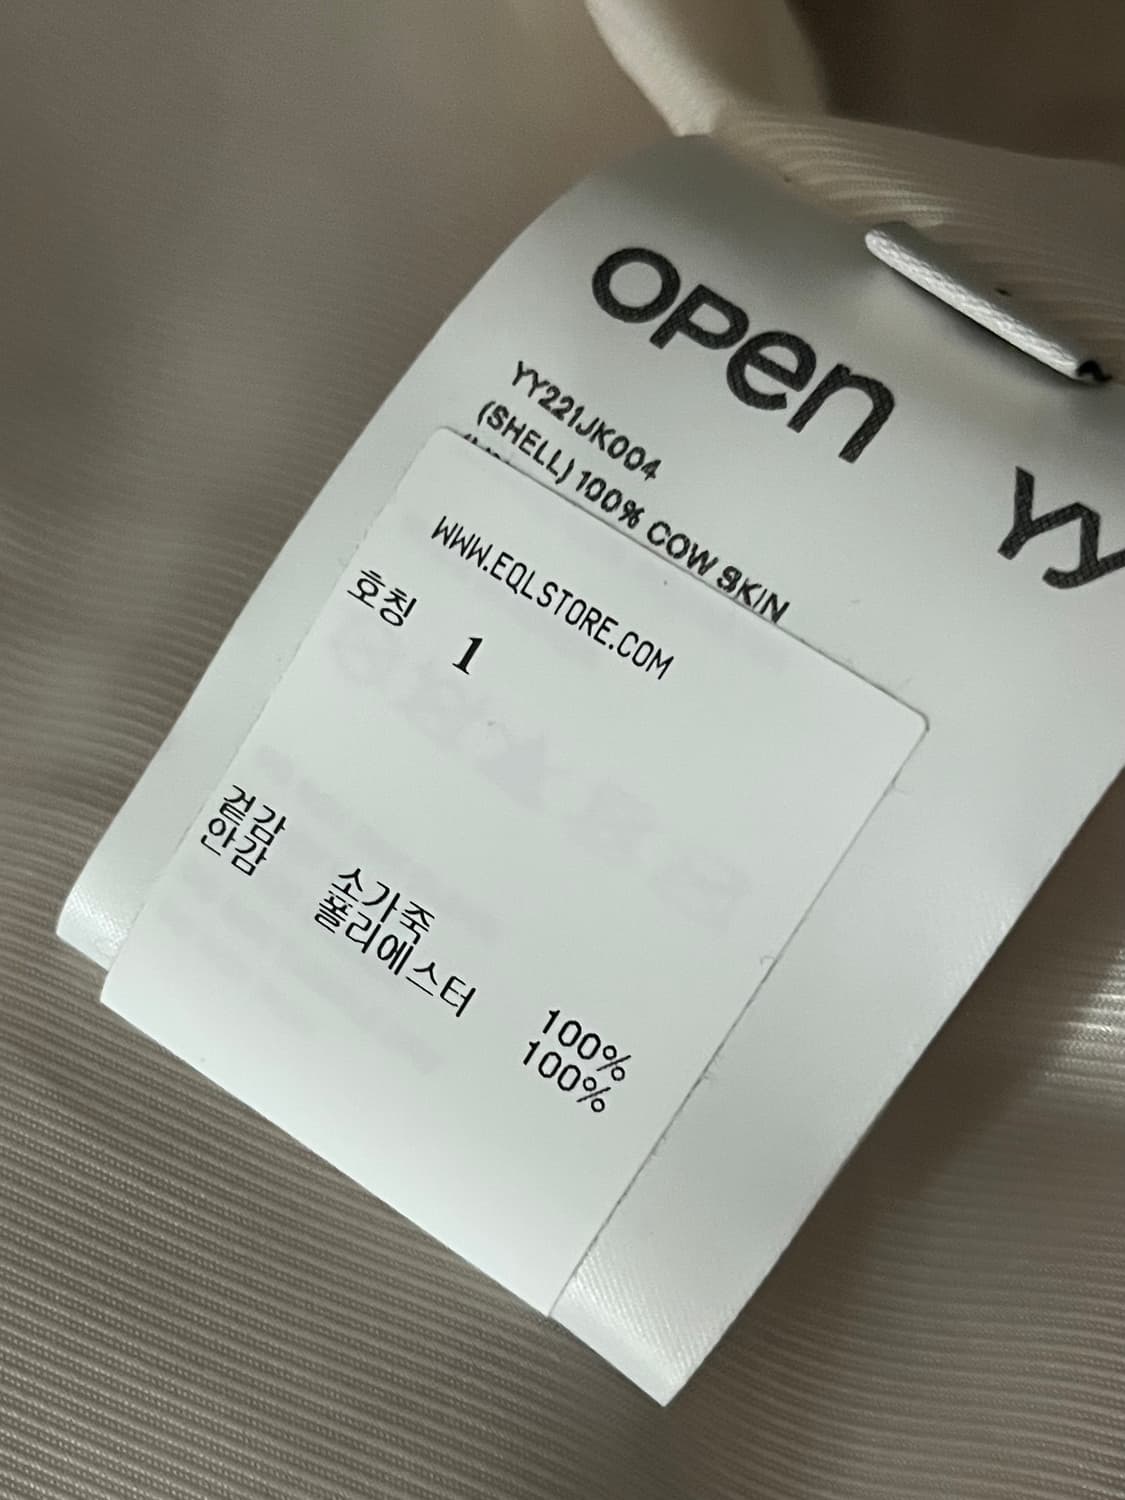 open yy
YY221JK004
(SHELL) 100% COW SKIN
WWW.EQLSTORE.COM
호칭 1
겉감 소가죽 100%
안감 폴리에스터 100%